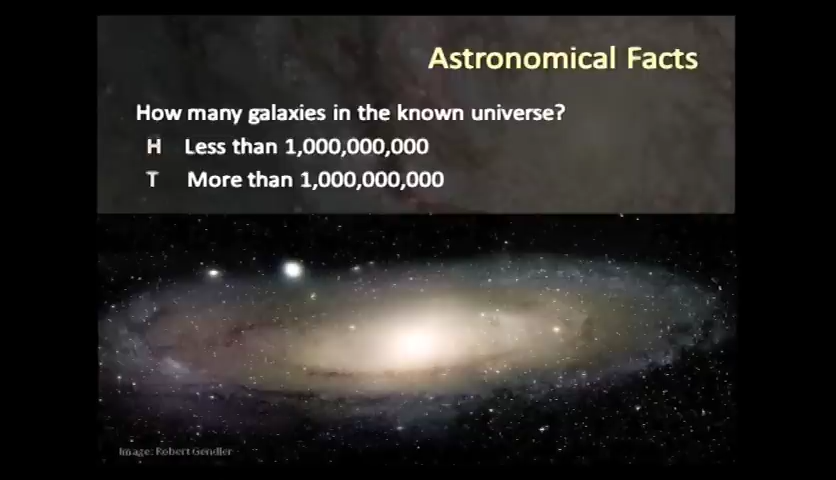 Astronomical Facts
How many galaxies in the known universe?
H Less than 1,000,000,000
T More than 1,000,000,000
Image: Robert Gendler